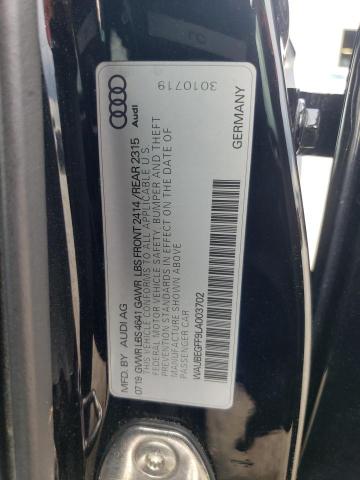 Audi
3010719
MFD. BY AUDI AG
07/19 GVWR LBS 4641 GAWR LBS FRONT 2414 / REAR 2315
THIS VEHICLE CONFORMS TO ALL APPLICABLE U.S.
FEDERAL MOTOR VEHICLE SAFETY, BUMPER AND THEFT
PREVENTION STANDARDS IN EFFECT ON THE DATE OF
MANUFACTURE SHOWN ABOVE
PASSENGER CAR
WAUBEGFF9LA003702
GERMANY